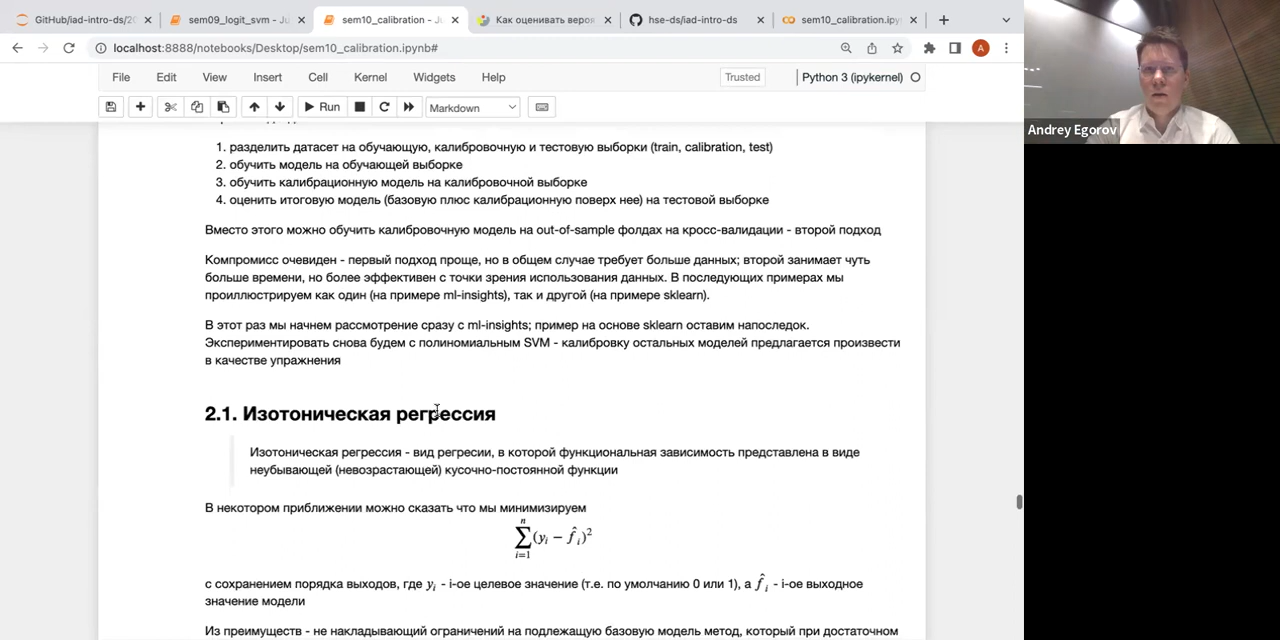 GitHub/iad-intro-ds/20
sem09_logit_svm - Ju
sem10_calibration - J
Как оценивать вероя
hse-ds/iad-intro-ds
sem10_calibration.ipy
localhost:8888/notebooks/Desktop/sem10_calibration.ipynb#
A
File Edit View Insert Cell Kernel Widgets Help
Trusted
Python 3 (ipykernel)
Run
Markdown
Andrey Egorov
1. разделить датасет на обучающую, калибровочную и тестовую выборки (train, calibration, test)
2. обучить модель на обучающей выборке
3. обучить калибрационную модель на калибровочной выборке
4. оценить итоговую модель (базовую плюс калибрационную поверх нее) на тестовой выборке
Вместо этого можно обучить калибровочную модель на out-of-sample фолдах на кросс-валидации - второй подход
Компромисс очевиден - первый подход проще, но в общем случае требует больше данных; второй занимает чуть
больше времени, но более эффективен с точки зрения использования данных. В последующих примерах мы
проиллюстрируем как один (на примере ml-insights), так и другой (на примере sklearn).
В этот раз мы начнем рассмотрение сразу с ml-insights; пример на основе sklearn оставим напоследок.
Экспериментировать снова будем с полиномиальным SVM - калибровку остальных моделей предлагается произвести
в качестве упражнения
2.1. Изотоническая регрессия
Изотоническая регрессия - вид регресии, в которой функциональная зависимость представлена в виде
неубывающей (невозрастающей) кусочно-постоянной функции
В некотором приближении можно сказать что мы минимизируем
∑ᵢ₌₁ⁿ (yᵢ − f̂ᵢ)²
с сохранением порядка выходов, где yᵢ - i-ое целевое значение (т.е. по умолчанию 0 или 1), а f̂ᵢ - i-ое выходное
значение модели
Из преимуществ - не накладывающий ограничений на подлежащую базовую модель метод, который при достаточном